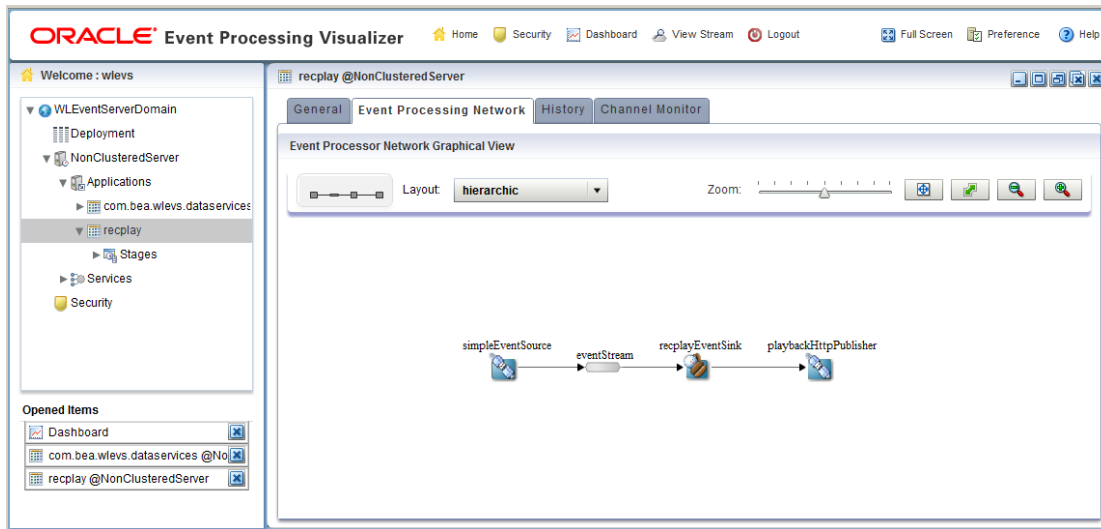 ORACLE Event Processing Visualizer
Home Security Dashboard View Stream Logout Full Screen Preference Help
Welcome : wlevs
WLEventServerDomain
Deployment
NonClusteredServer
Applications
com.bea.wlevs.dataservices
recplay
Stages
Services
Security
Opened Items
Dashboard
com.bea.wlevs.dataservices @No
recplay @NonClusteredServer
recplay @NonClusteredServer
General Event Processing Network History Channel Monitor
Event Processor Network Graphical View
Layout: hierarchic Zoom:
simpleEventSource eventStream recplayEventSink playbackHttpPublisher